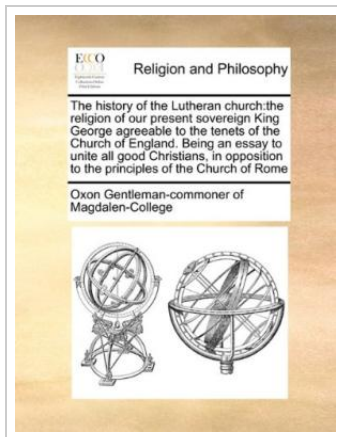 ECCO
Religion and Philosophy
The history of the Lutheran church:the
religion of our present sovereign King
George agreeable to the tenets of the
Church of England. Being an essay to
unite all good Christians, in opposition
to the principles of the Church of Rome
Oxon Gentleman-commoner of
Magdalen-College